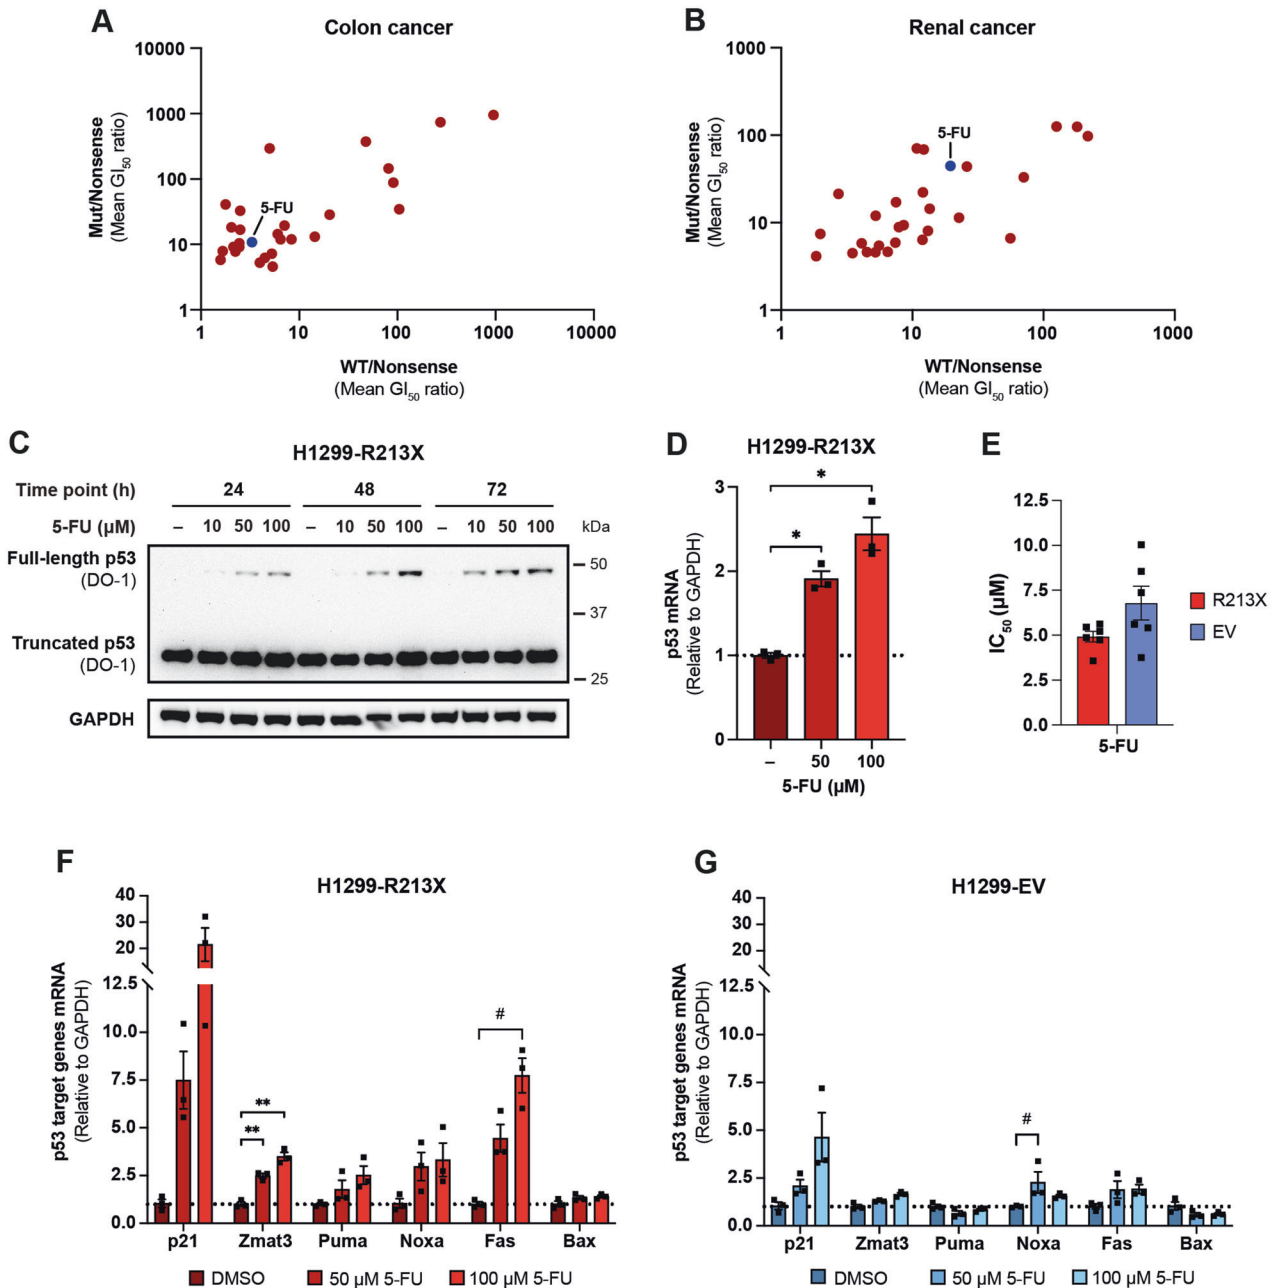 A
Colon cancer
10000
1000
100
10
1
Mut/Nonsense
(Mean GI50 ratio)
5-FU
1 10 100 1000 10000
WT/Nonsense
(Mean GI50 ratio)
B
Renal cancer
1000
100
10
1
Mut/Nonsense
(Mean GI50 ratio)
5-FU
1 10 100 1000
WT/Nonsense
(Mean GI50 ratio)
C
H1299-R213X
Time point (h) 24 48 72
5-FU (µM) – 10 50 100 – 10 50 100 – 10 50 100 kDa
Full-length p53
(DO-1)
50
37
Truncated p53
(DO-1)
25
GAPDH
D
H1299-R213X
* 
*
3
2
1
0
p53 mRNA
(Relative to GAPDH)
– 50 100
5-FU (µM)
E
12.5
10.0
7.5
5.0
2.5
0.0
IC50 (µM)
5-FU
R213X
EV
F
H1299-R213X
40
30
20
12.5
10.0
7.5
5.0
2.5
0.0
p53 target genes mRNA
(Relative to GAPDH)
**
**
#
p21 Zmat3 Puma Noxa Fas Bax
DMSO 50 µM 5-FU 100 µM 5-FU
G
H1299-EV
40
30
20
12.5
10.0
7.5
5.0
2.5
0.0
p53 target genes mRNA
(Relative to GAPDH)
#
p21 Zmat3 Puma Noxa Fas Bax
DMSO 50 µM 5-FU 100 µM 5-FU